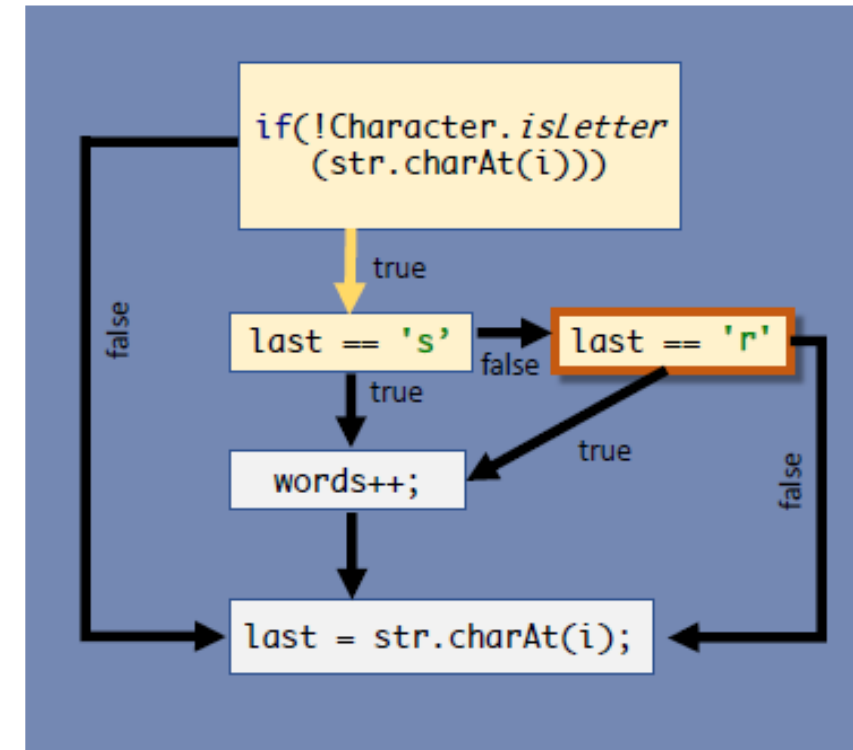 if(!Character.isLetter
(str.charAt(i)))
true
false
last == 's’
false
last == 'r'
true
true
false
words++;
last = str.charAt(i);